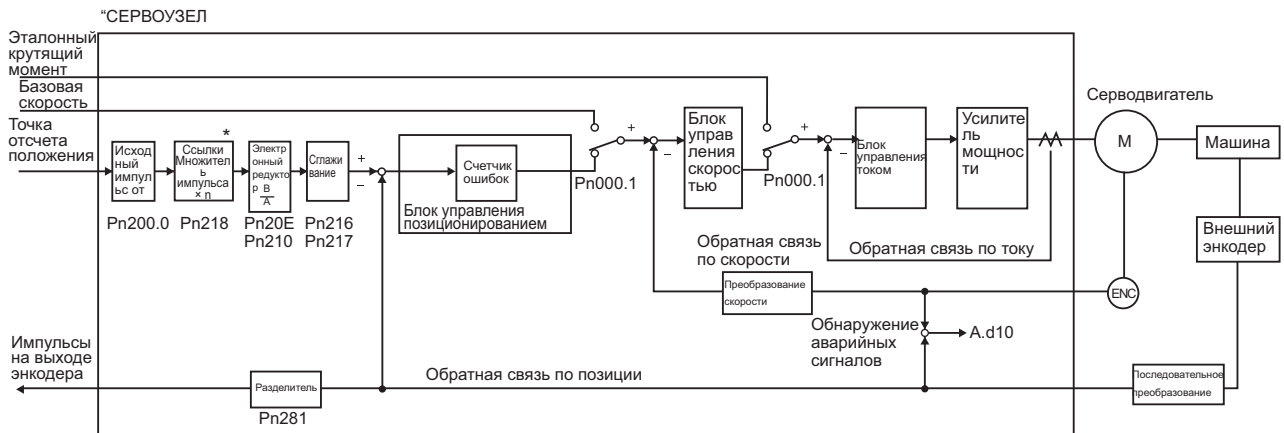 “СЕРВОУЗЕЛ
Эталонный
крутящий
момент
Базовая
скорость
Точка
отсчета
положения
Исход
ный
импул
ьс от
Pn200.0
*
Ссылки
Множител
ь
импульса
× n
Pn218
Электр
онный
редукто
р B
A
Pn20E
Pn210
Сглажи
вание
Pn216
Pn217
+
–
Счетчик
ошибок
Блок управления
позиционированием
Pn000.1
+
–
Блок
управ
ления
скорос
тью
Pn000.1
+
–
Блок
управления
током
Усилите
ль
мощнос
ти
Серводвигатель
M
Машина
Внешний
энкодер
Обратная связь
по скорости
Обратная связь по току
Преобразование
скорости
ENC
Обнаружение
аварийных
сигналов
A.d10
Импульсы
на выходе
энкодера
Разделитель
Pn281
Обратная связь по позиции
Последовательное
преобразование